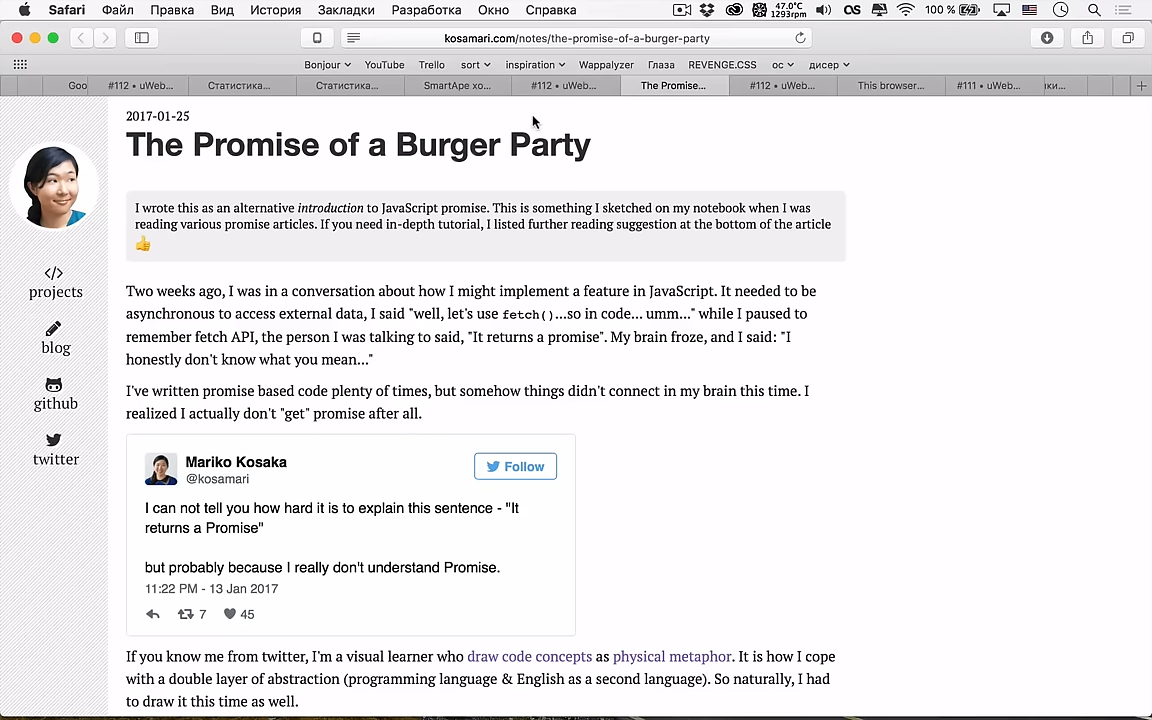 Safari Файл Правка Вид История Закладки Разработка Окно Справка 47.0°C 1293rpm 100 %
kosamari.com/notes/the-promise-of-a-burger-party
Bonjour YouTube Trello sort inspiration Wappalyzer Глаза REVENGE.CSS ос дисер
Goo #112 • uWeb... Статистика... Статистика... SmartApe хо... #112 • uWeb... The Promise... #112 • uWeb... This browser... #111 • uWeb... ики...
2017-01-25
The Promise of a Burger Party
I wrote this as an alternative introduction to JavaScript promise. This is something I sketched on my notebook when I was
reading various promise articles. If you need in-depth tutorial, I listed further reading suggestion at the bottom of the article
👍
</> projects
blog
github
twitter
Two weeks ago, I was in a conversation about how I might implement a feature in JavaScript. It needed to be
asynchronous to access external data, I said "well, let's use fetch()...so in code... umm..." while I paused to
remember fetch API, the person I was talking to said, "It returns a promise". My brain froze, and I said: "I
honestly don't know what you mean..."
I've written promise based code plenty of times, but somehow things didn't connect in my brain this time. I
realized I actually don't "get" promise after all.
Mariko Kosaka
@kosamari
Follow
I can not tell you how hard it is to explain this sentence - "It
returns a Promise"
but probably because I really don't understand Promise.
11:22 PM - 13 Jan 2017
7 45
If you know me from twitter, I'm a visual learner who draw code concepts as physical metaphor. It is how I cope
with a double layer of abstraction (programming language & English as a second language). So naturally, I had
to draw it this time as well.